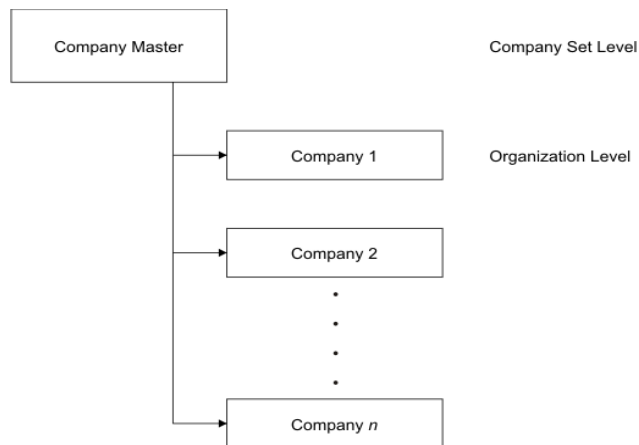 Company Master
Company Set Level
Company 1
Organization Level
Company 2
Company n